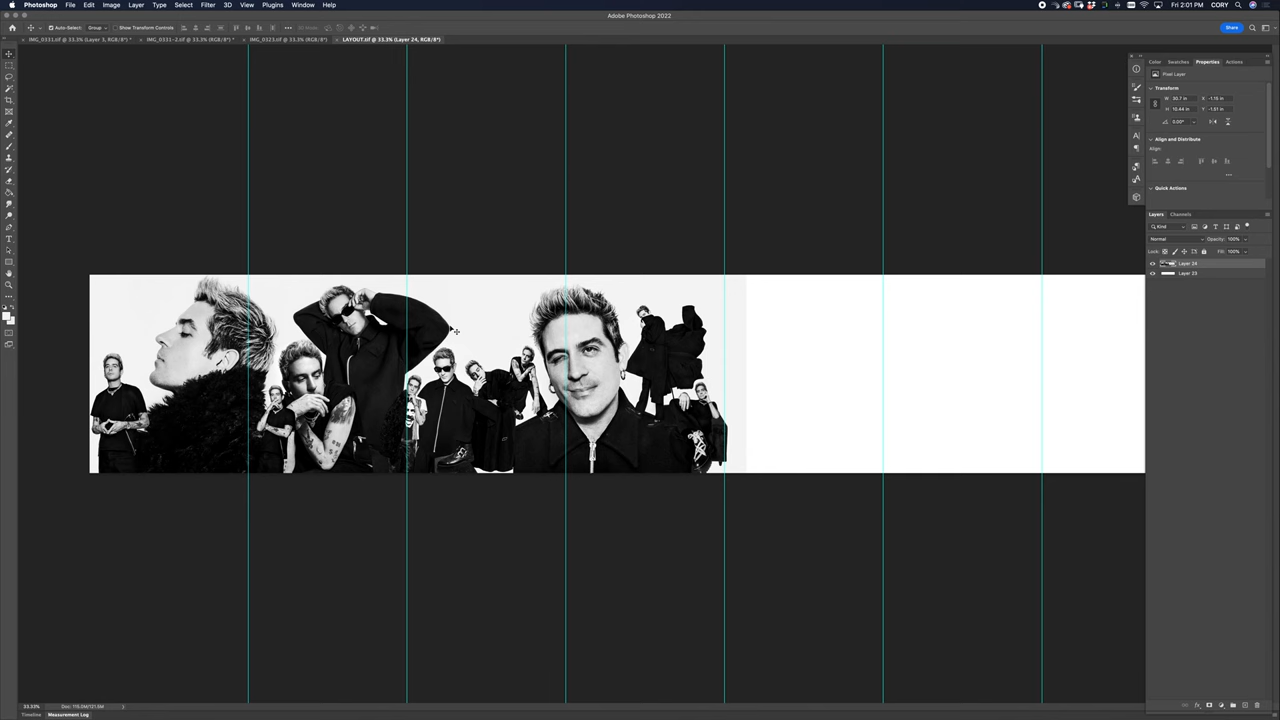 Photoshop File Edit Image Layer Type Select Filter 3D View Plugins Window Help Fri 2:01 PM CORY
Adobe Photoshop 2022
Auto-Select: Group Show Transform Controls Share
IMG_0331.tif @ 33.3% (Layer 3, RGB/8*) * IMG_0331-2.tif @ 33.3% (RGB/8*) * IMG_0323.tif @ 33.3% (RGB/8*) LAYOUT.tif @ 33.3% (Layer 24, RGB/8*)
Color Swatches Properties Actions
Pixel Layer
Transform
W 30.7 in X -1.15 in
H 10.44 in Y -1.51 in
0.00°
Align and Distribute
Align:
Quick Actions
Layers Channels
Kind
Normal Opacity: 100%
Lock: Fill: 100%
Layer 24
Layer 23
33.33% Doc: 115.0M/121.5M
Timeline Measurement Log